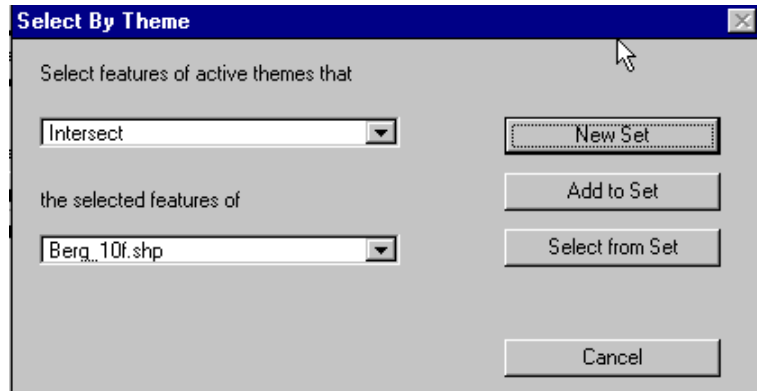 Select By Theme
Select features of active themes that
Intersect
New Set
Add to Set
the selected features of
Berg_10f.shp
Select from Set
Cancel